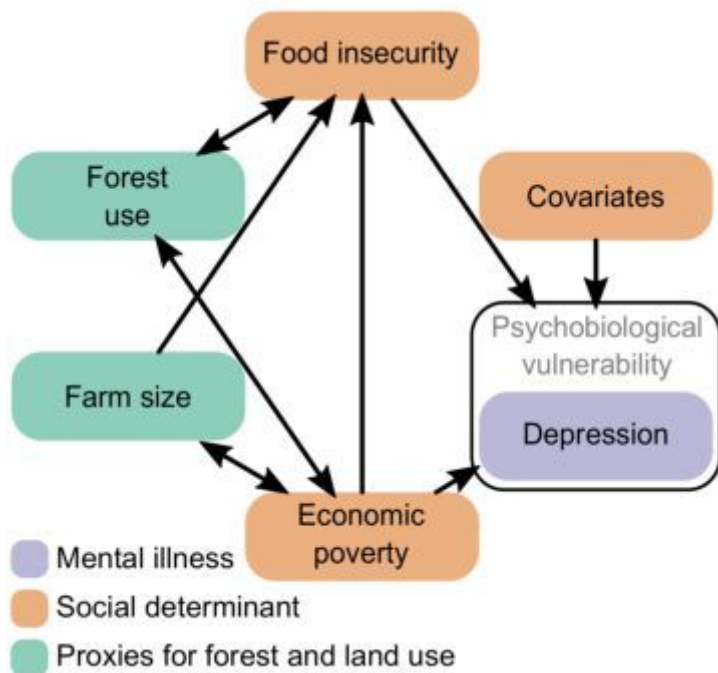 Food insecurity
Forest
use
Covariates
Psychobiological
vulnerability
Farm size
Depression
Economic
poverty
Mental illness
Social determinant
Proxies for forest and land use